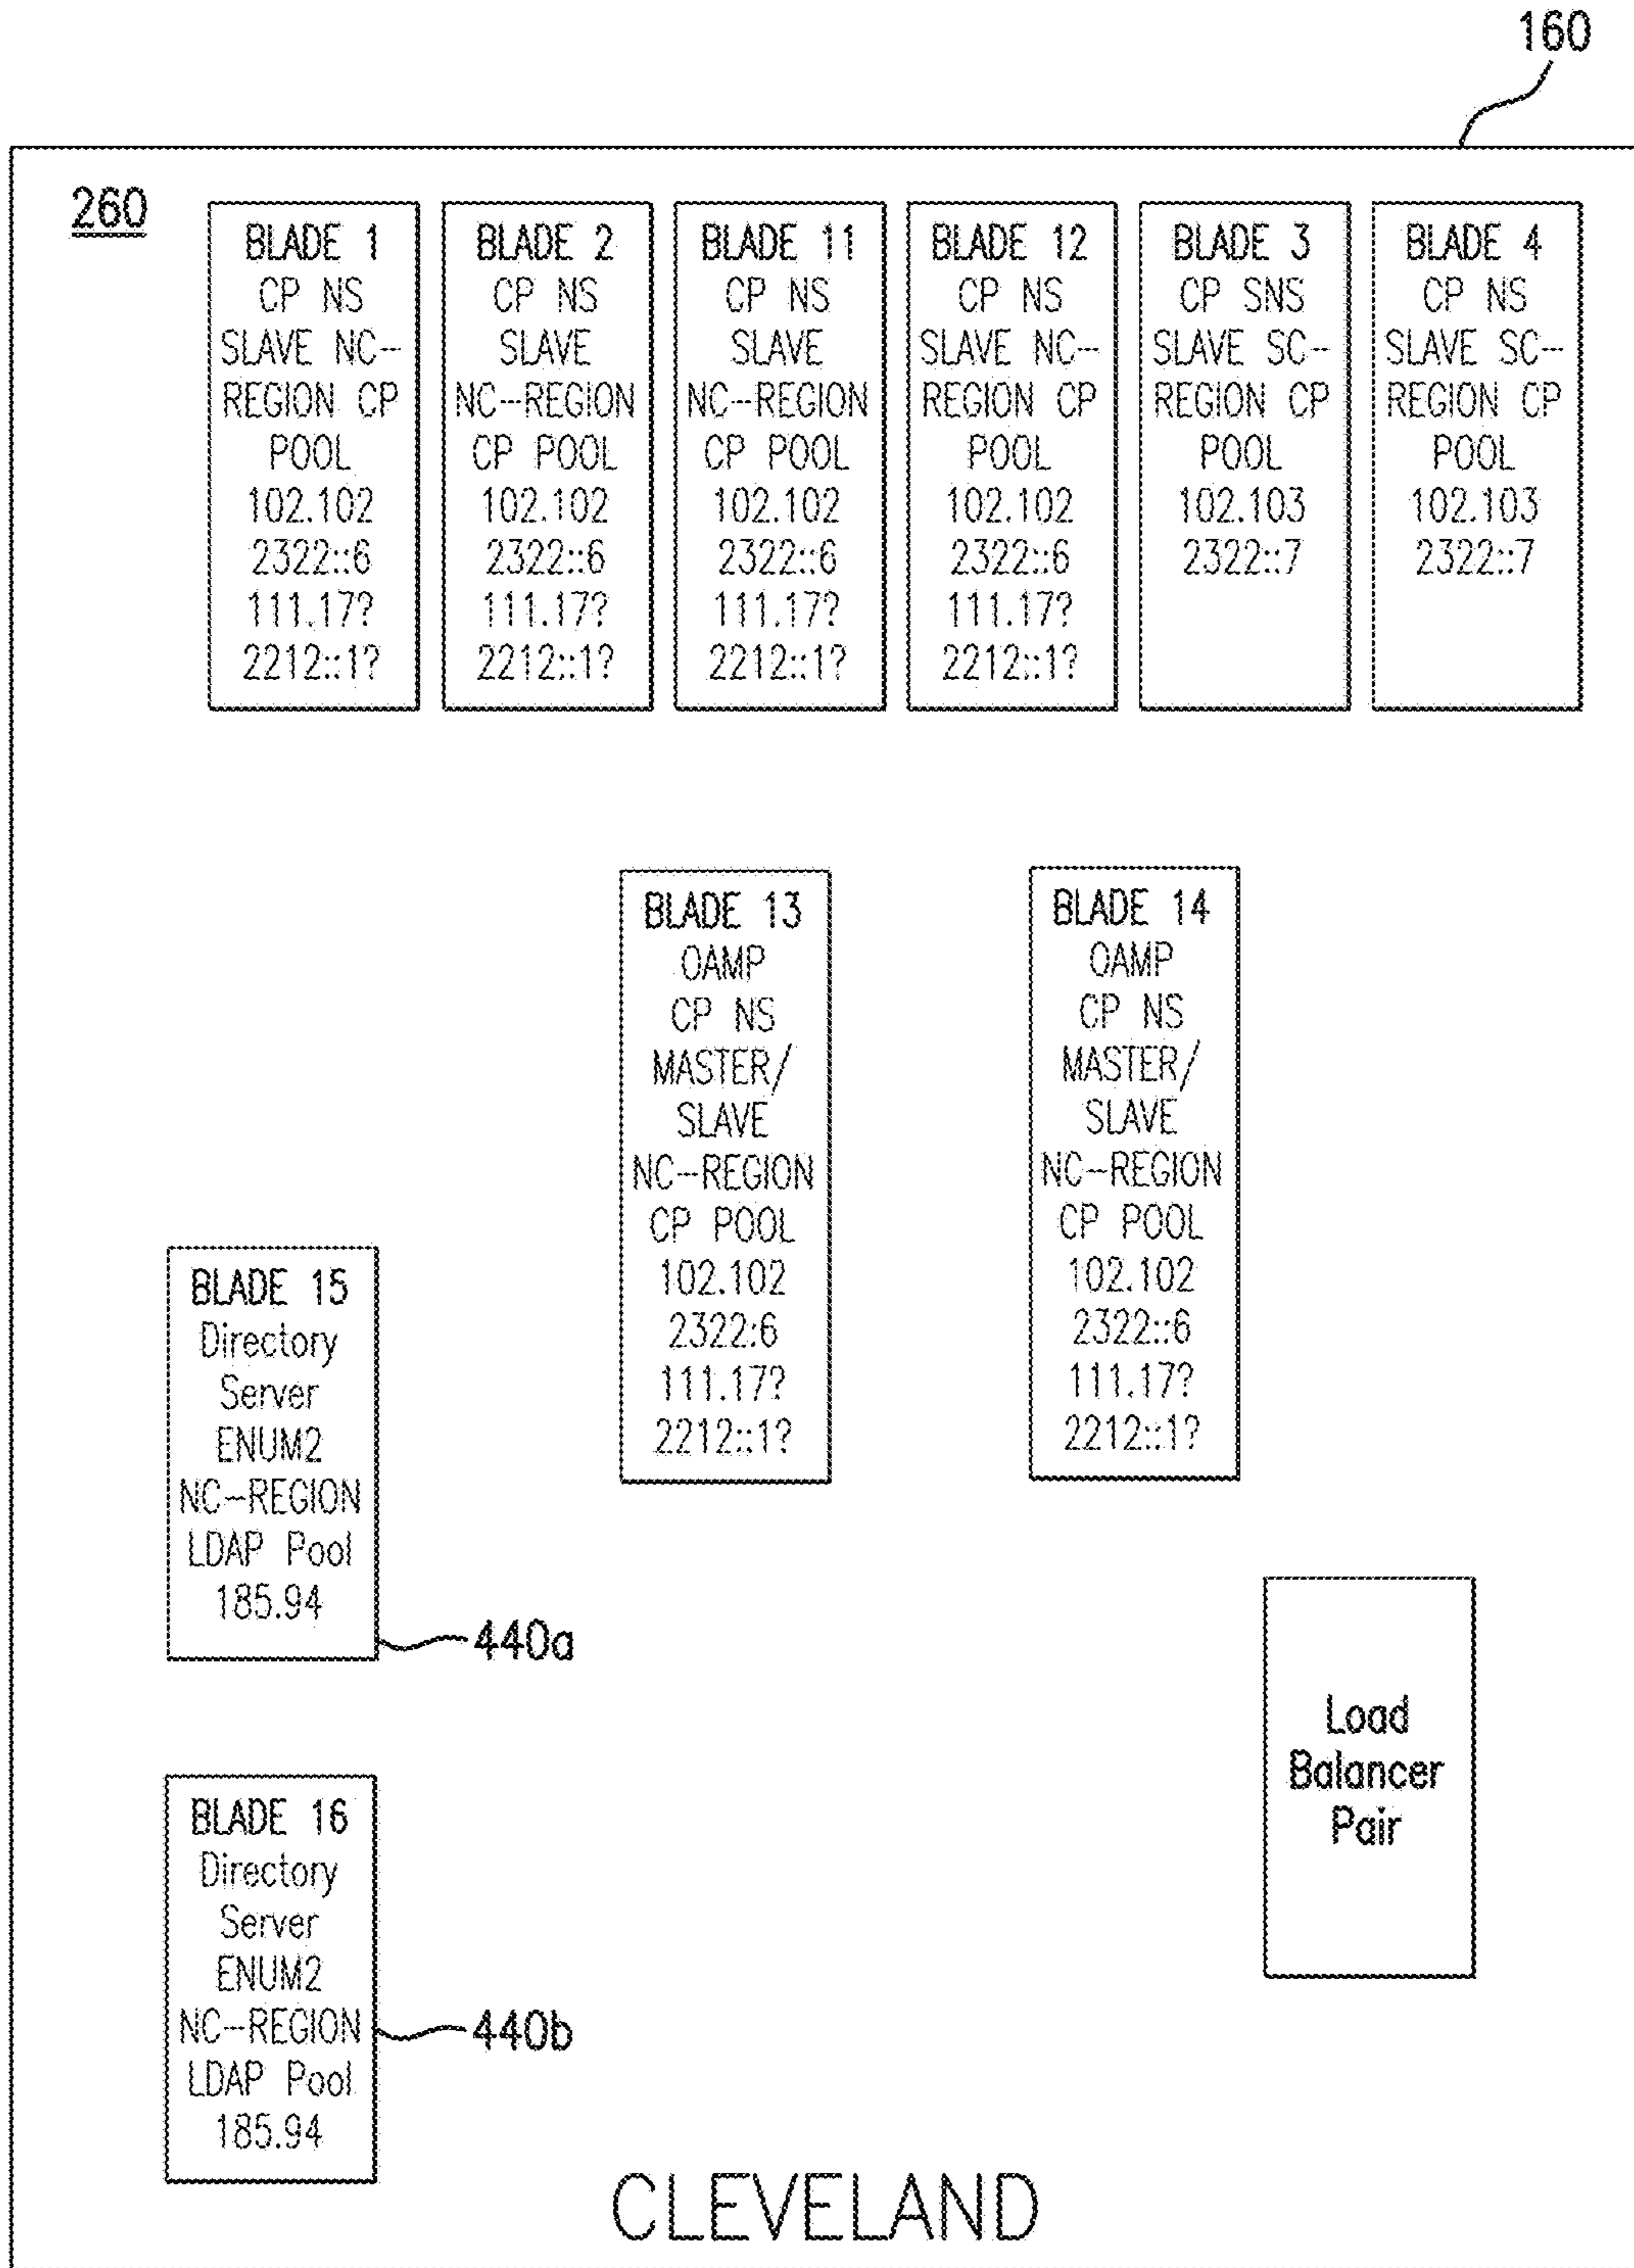 160
260
BLADE 1
CP NS
SLAVE NC-
REGION CP
POOL
102.102
2322::6
111.17?
2212::1?
BLADE 2
CP NS
SLAVE
NC-REGION
CP POOL
102.102
2322::6
111.17?
2212::1?
BLADE 11
CP NS
SLAVE
NC-REGION
CP POOL
102.102
2322::6
111.17?
2212::1?
BLADE 12
CP NS
SLAVE NC-
REGION CP
POOL
102.102
2322::6
111.17?
2212::1?
BLADE 3
CP SNS
SLAVE SC-
REGION CP
POOL
102.103
2322::7
BLADE 4
CP NS
SLAVE SC-
REGION CP
POOL
102.103
2322::7
BLADE 13
OAMP
CP NS
MASTER/
SLAVE
NC-REGION
CP POOL
102.102
2322:6
111.17?
2212::1?
BLADE 14
OAMP
CP NS
MASTER/
SLAVE
NC-REGION
CP POOL
102.102
2322::6
111.17?
2212::1?
BLADE 15
Directory
Server
ENUM2
NC-REGION
LDAP Pool
185.94
440a
Load
Balancer
Pair
BLADE 16
Directory
Server
ENUM2
NC-REGION
LDAP Pool
185.94
440b
CLEVELAND